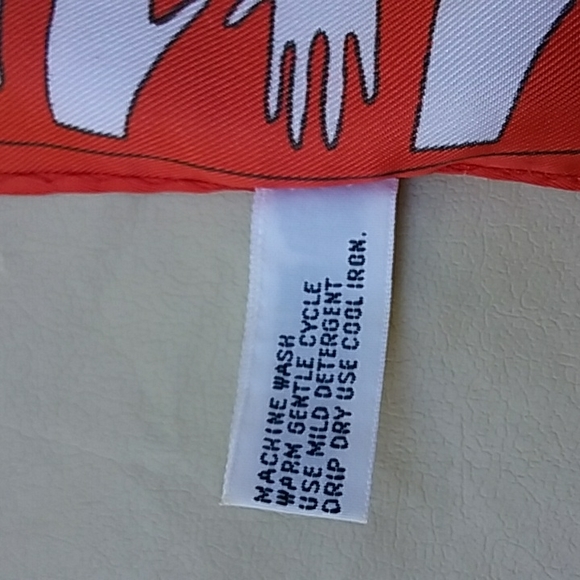 MACHINE WASH
WARM GENTLE CYCLE
USE MILD DETERGENT
DRIP DRY USE COOL IRON.